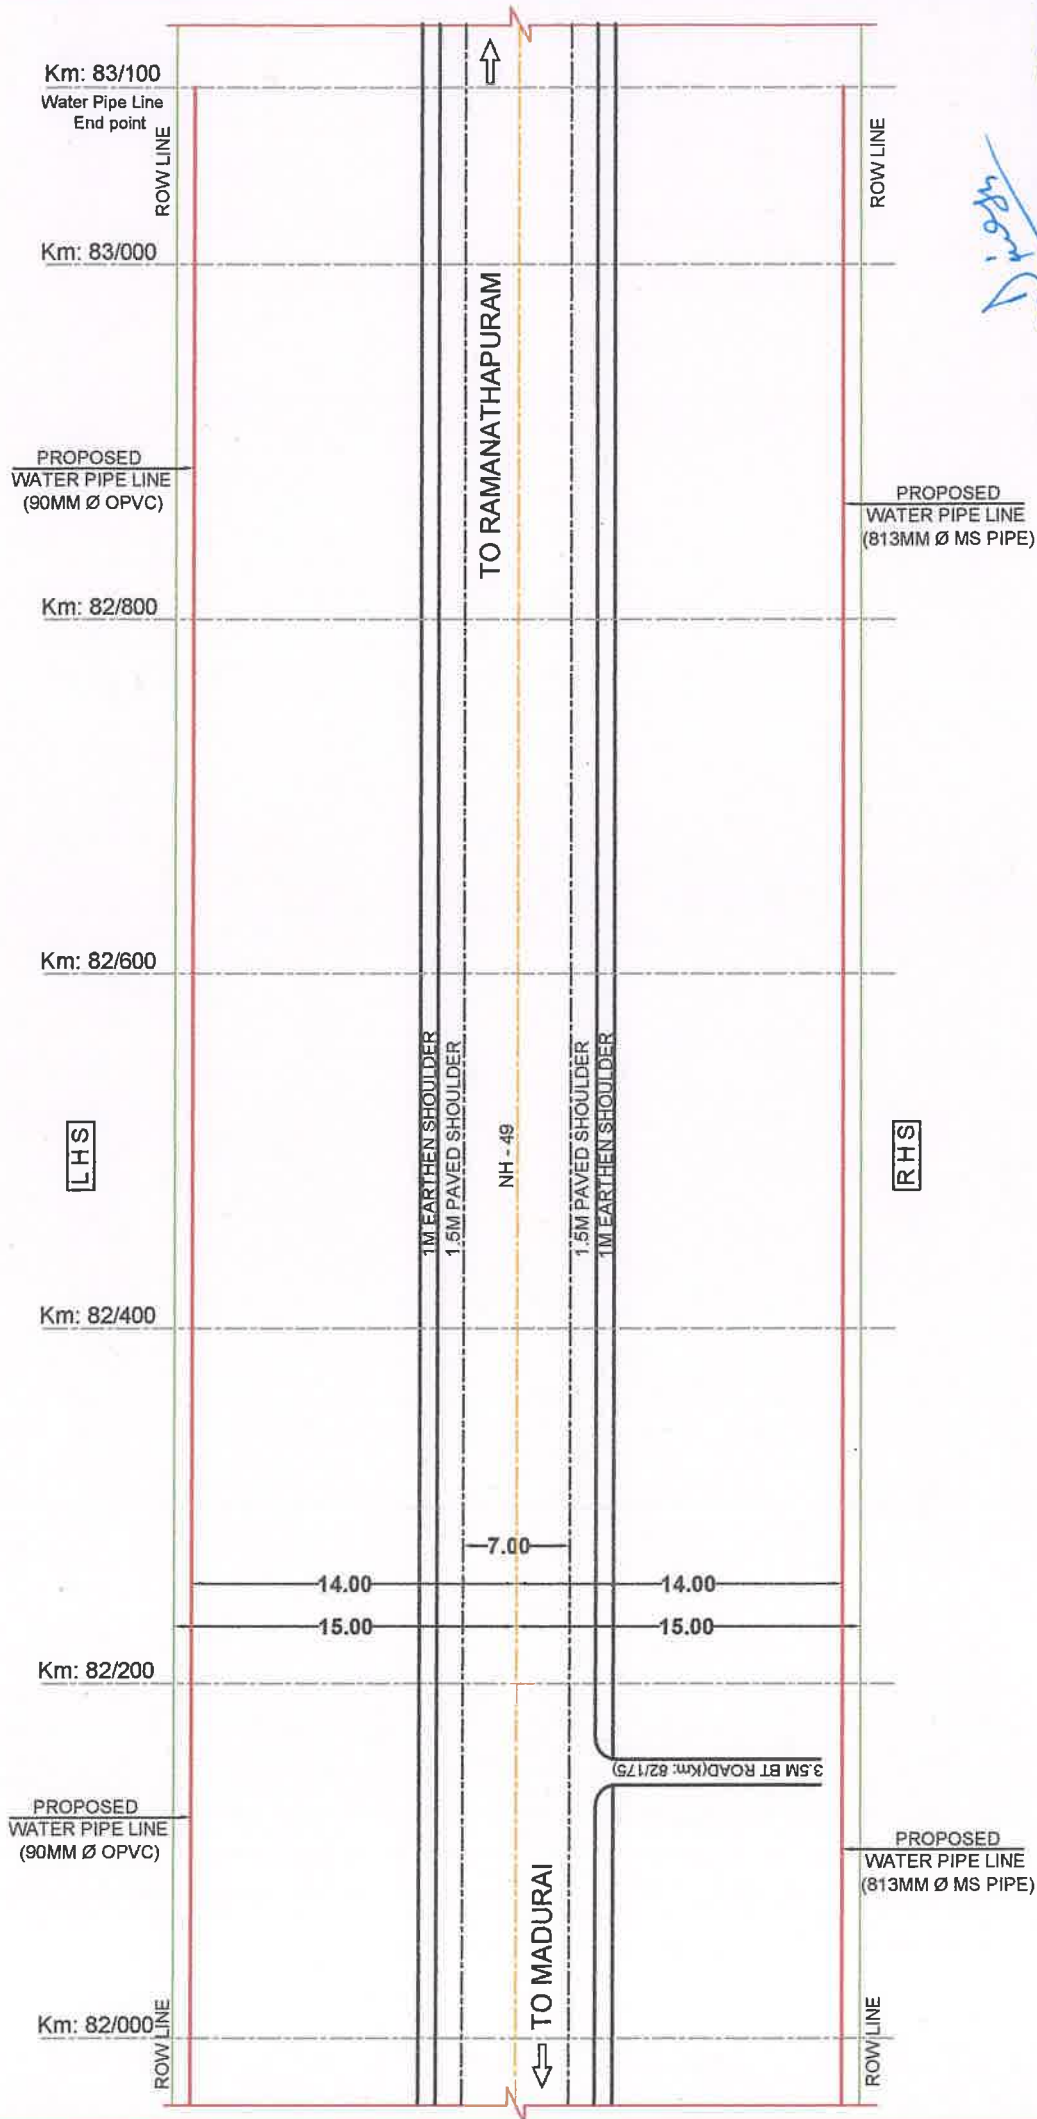 Km: 83/100
Water Pipe Line
End point
ROW LINE
ROW LINE
Km: 83/000
TO RAMANATHAPURAM
PROPOSED
WATER PIPE LINE
(90MM Ø OPVC)
PROPOSED
WATER PIPE LINE
(813MM Ø MS PIPE)
Km: 82/800
Km: 82/600
LHS
1M EARTHEN SHOULDER
1.5M PAVED SHOULDER
NH - 49
1.5M PAVED SHOULDER
1M EARTHEN SHOULDER
RHS
Km: 82/400
7.00
14.00
14.00
15.00
15.00
Km: 82/200
3.5M BT ROAD(Km: 82/175)
PROPOSED
WATER PIPE LINE
(90MM Ø OPVC)
PROPOSED
WATER PIPE LINE
(813MM Ø MS PIPE)
TO MADURAI
Km: 82/000
ROW LINE
ROW LINE